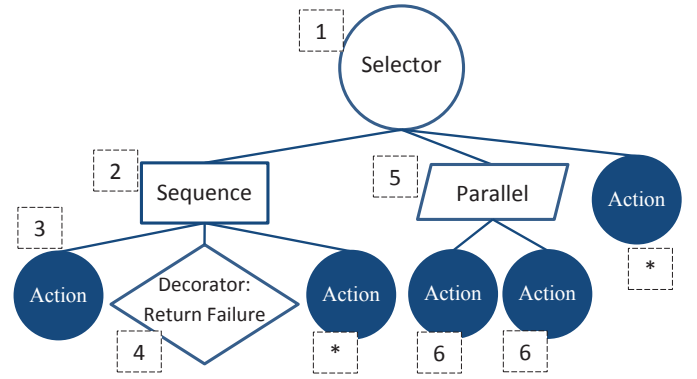 1
Selector
2
Sequence
5
Parallel
Action
*
3
Action
Decorator:
Return Failure
4
Action
*
Action
6
Action
6